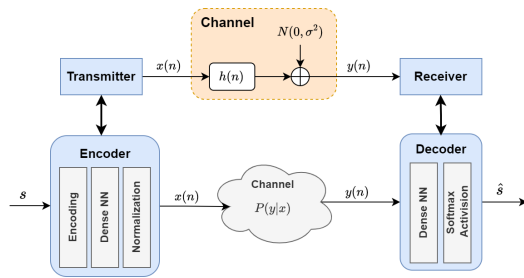 Channel
N(0, σ²)
Transmitter
x(n)
h(n)
y(n)
Receiver
Encoder
Decoder
s
Encoding
Dense NN
Normalization
x(n)
Channel
P(y|x)
y(n)
Dense NN
Softmax
Activision
ŝ